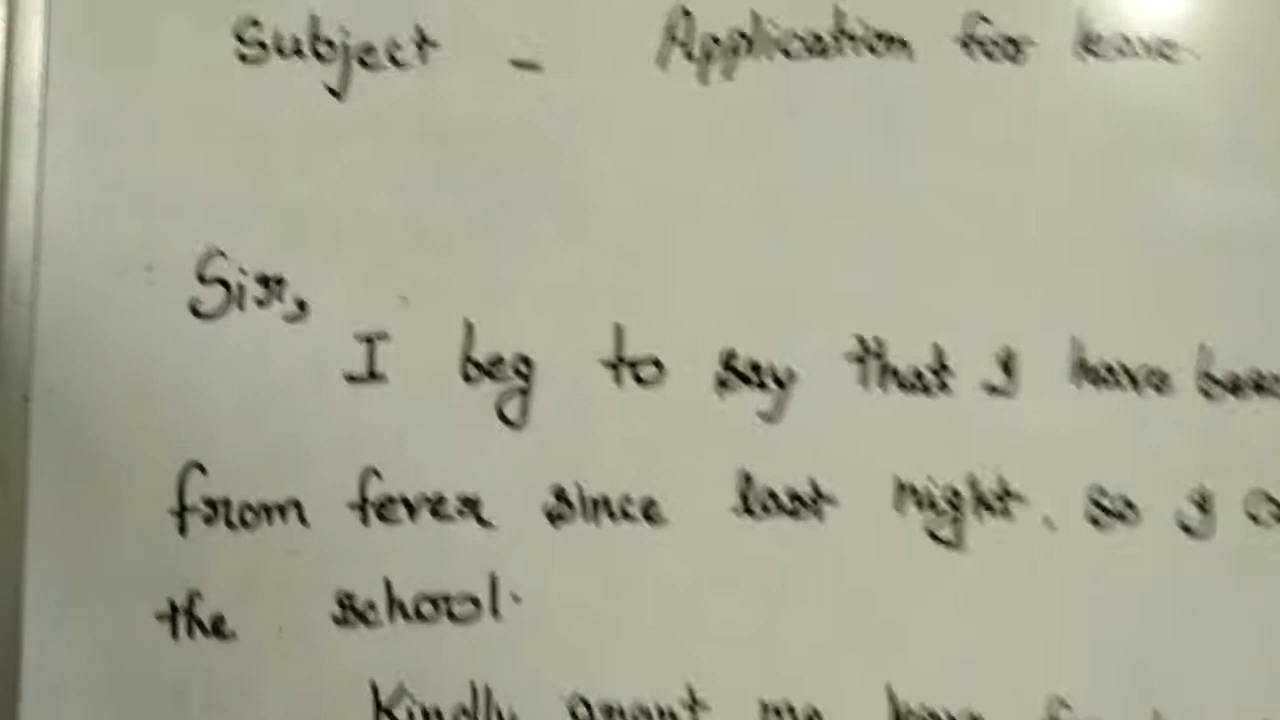 Subject - Application for leave.
Sir,
I beg to say that I have
from fever since last night. so I
the school.
Kindly grant me leave